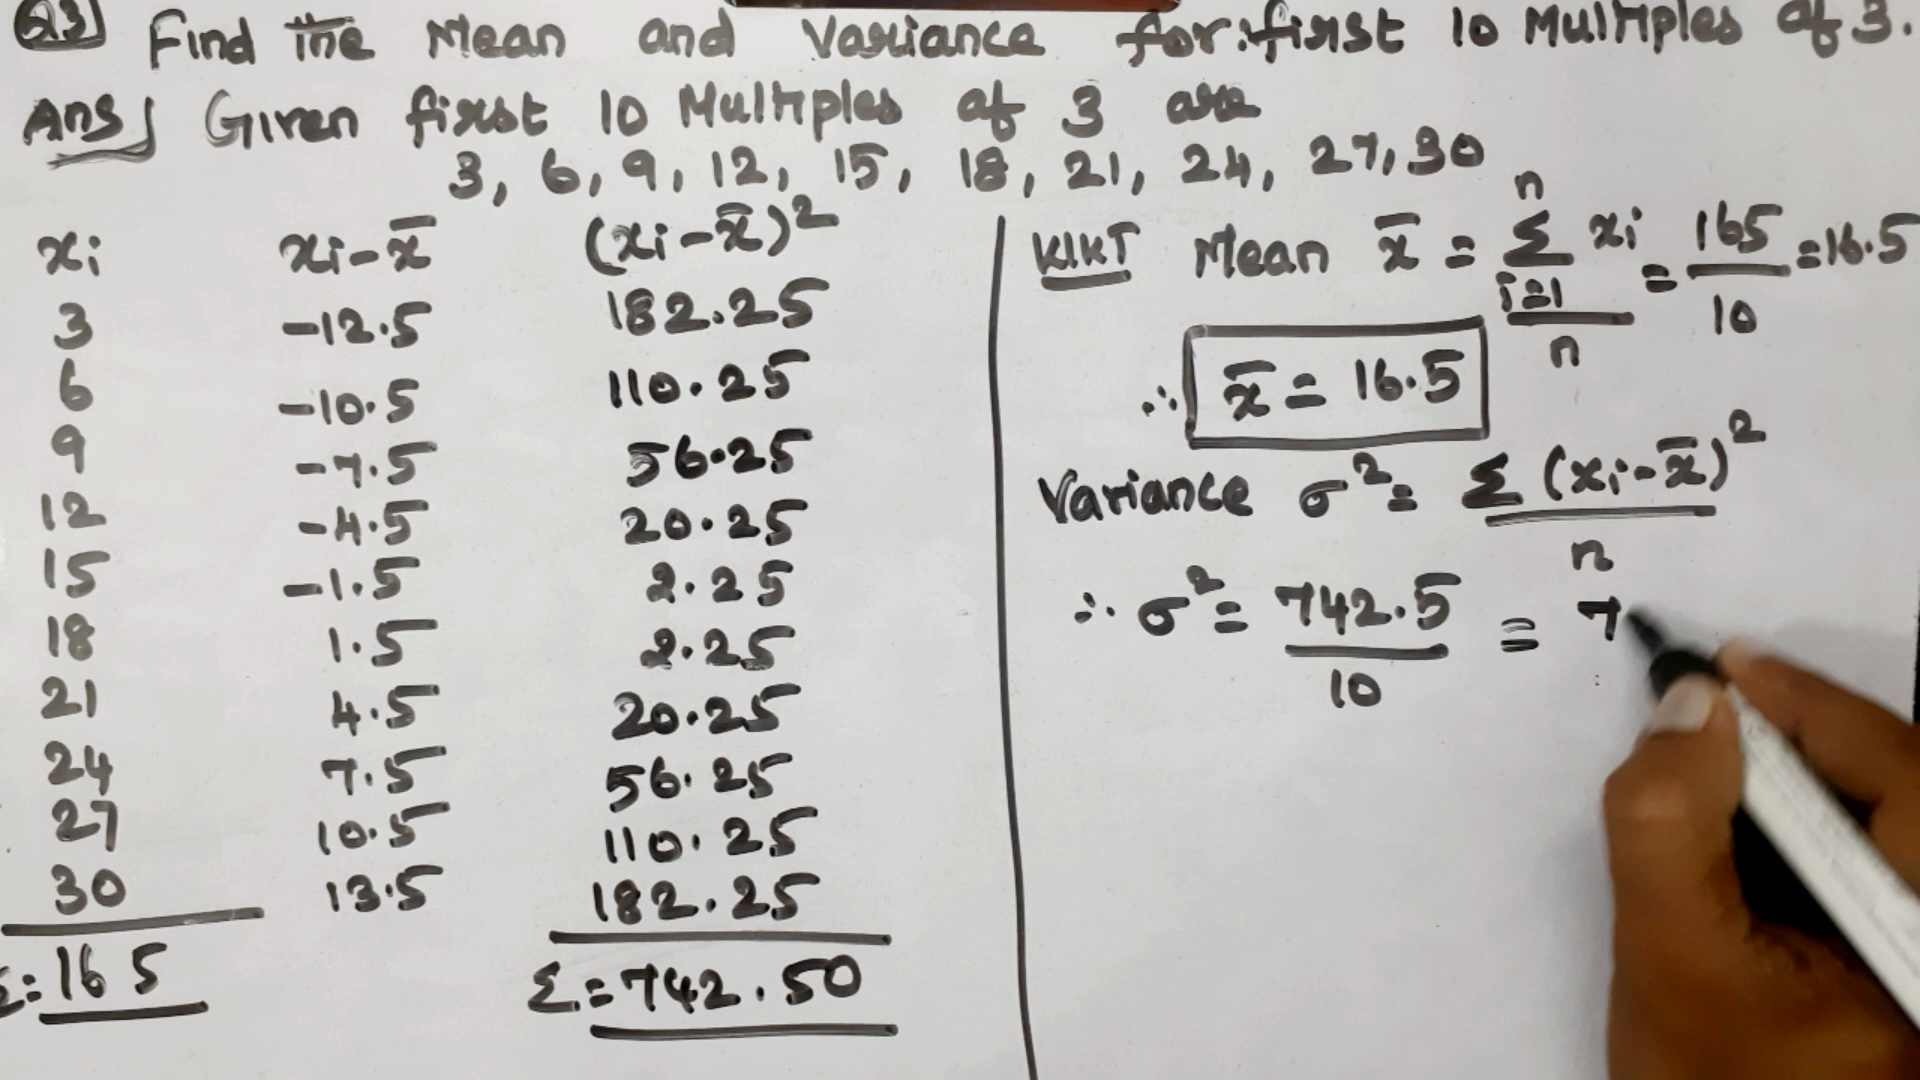 Q3) Find the Mean and Variance for: first 10 Multiples of 3.
Ans) Given first 10 Multiples of 3 are
3, 6, 9, 12, 15, 18, 21, 24, 27, 30
xi xi-x̄ (xi-x̄)²
3 -12.5 182.25
6 -10.5 110.25
9 -7.5 56.25
12 -4.5 20.25
15 -1.5 2.25
18 1.5 2.25
21 4.5 20.25
24 7.5 56.25
27 10.5 110.25
30 13.5 182.25
Σ=165 Σ=742.50
WKT Mean x̄ = n Σ i=1 xi / n = 165/10 = 16.5
∴ x̄ = 16.5
Variance σ² = Σ(xi-x̄)² / n
∴ σ² = 742.5/10 = 7